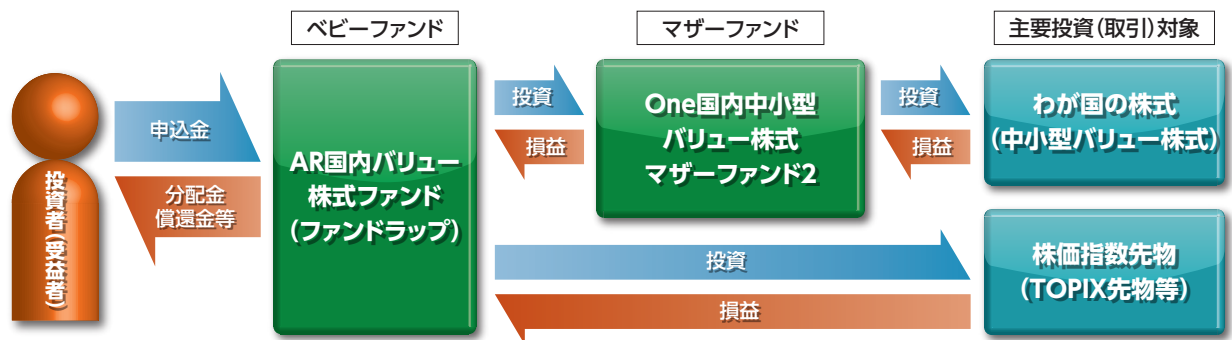 ベビーファンド
マザーファンド
主要投資(取引)対象
投資者(受益者)
申込金
分配金
償還金等
AR国内バリュー
株式ファンド
(ファンドラップ)
投資
損益
One国内中小型
バリュー株式
マザーファンド2
投資
損益
わが国の株式
(中小型バリュー株式)
投資
損益
株価指数先物
(TOPIX先物等)